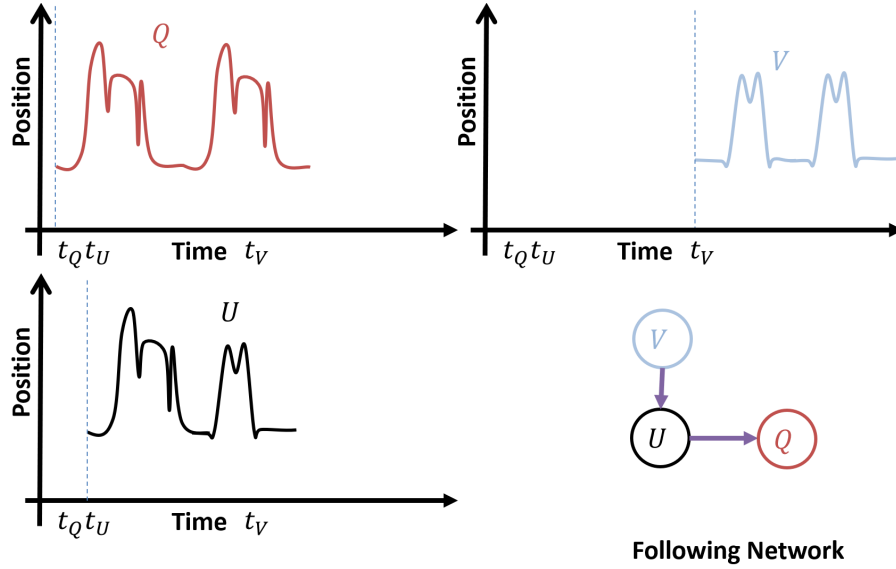 Q
Position
t_Q t_U Time t_V
V
Position
t_Q t_U Time t_V
U
Position
t_Q t_U Time t_V
V
U
Q
Following Network